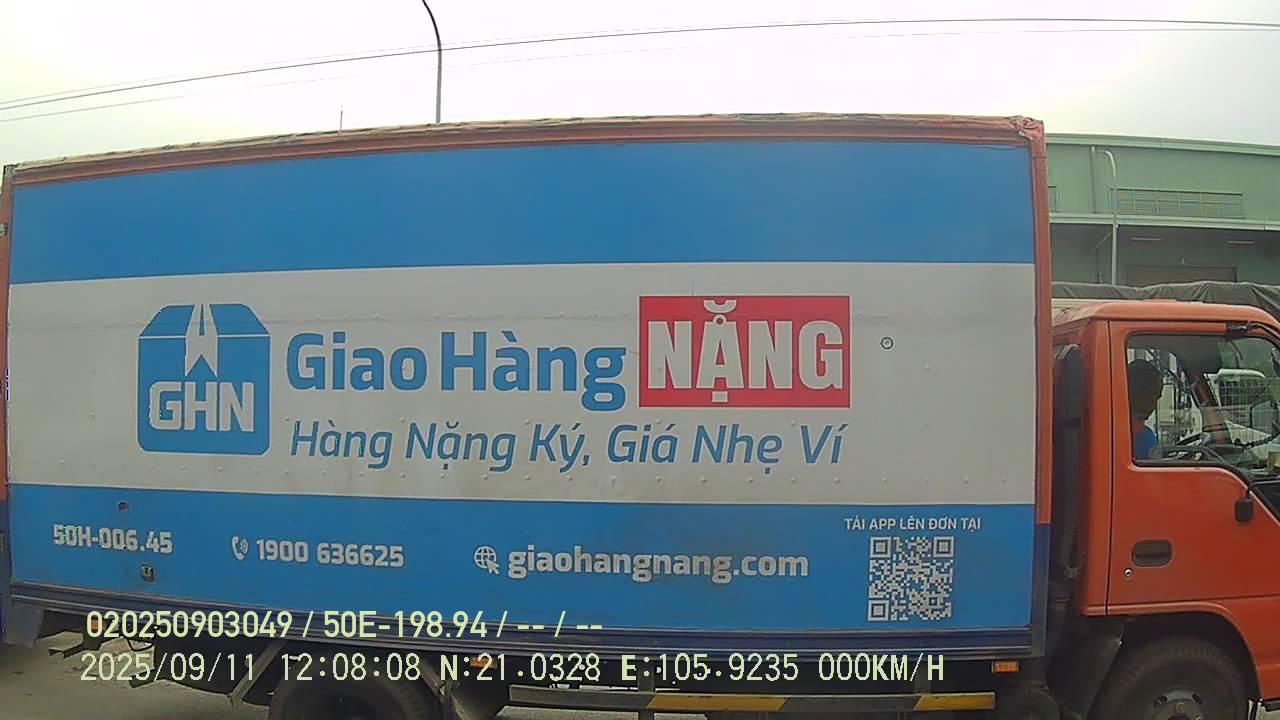 GHN
Giao Hàng NẶNG
Hàng Nặng Ký, Giá Nhẹ Ví
TẢI APP LÊN ĐƠN TẠI
50H-006.45
1900 636625
giaohangnang.com
020250903049 / 50E-198.94 / -- / --
2025/09/11 12:08:08 N:21.0328 E:105.9235 000KM/H